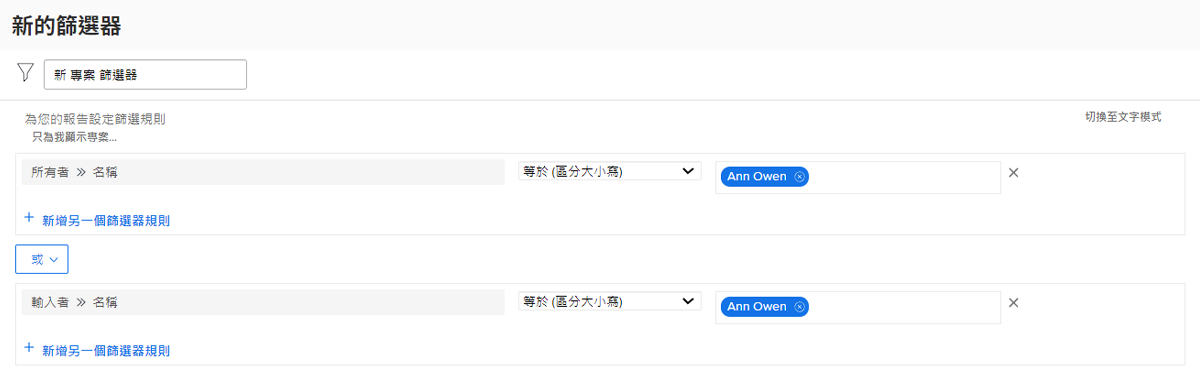 新的篩選器
新 專案 篩選器
為您的報告設定篩選規則
切換至文字模式
只為我顯示專案...
所有者 >> 名稱 等於 (區分大小寫) Ann Owen
+ 新增另一個篩選器規則
或
輸入者 >> 名稱 等於 (區分大小寫) Ann Owen
+ 新增另一個篩選器規則